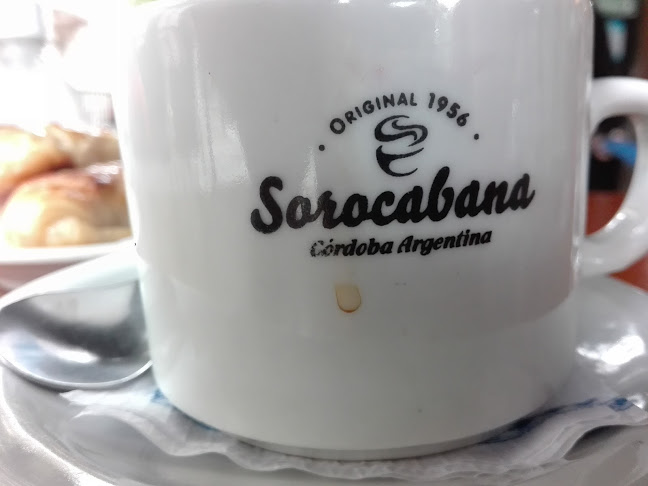 • ORIGINAL 1956 •
Sorocabana
Córdoba Argentina